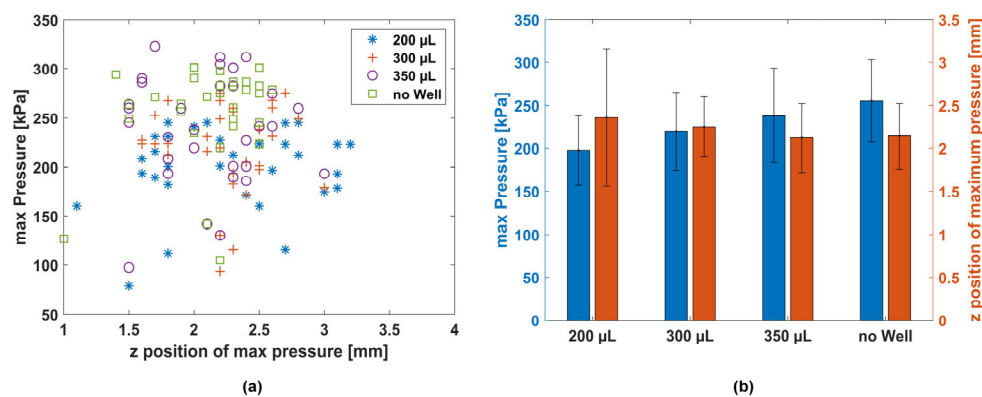 350
300
250
200
150
100
50
max Pressure [kPa]
1
1.5
2
2.5
3
3.5
4
z position of max pressure [mm]
200 µL
300 µL
350 µL
no Well
(a)
350
300
250
200
150
100
50
0
max Pressure [kPa]
200 µL
300 µL
350 µL
no Well
3.5
3
2.5
2
1.5
1
0.5
0
z position of maximum pressure [mm]
(b)